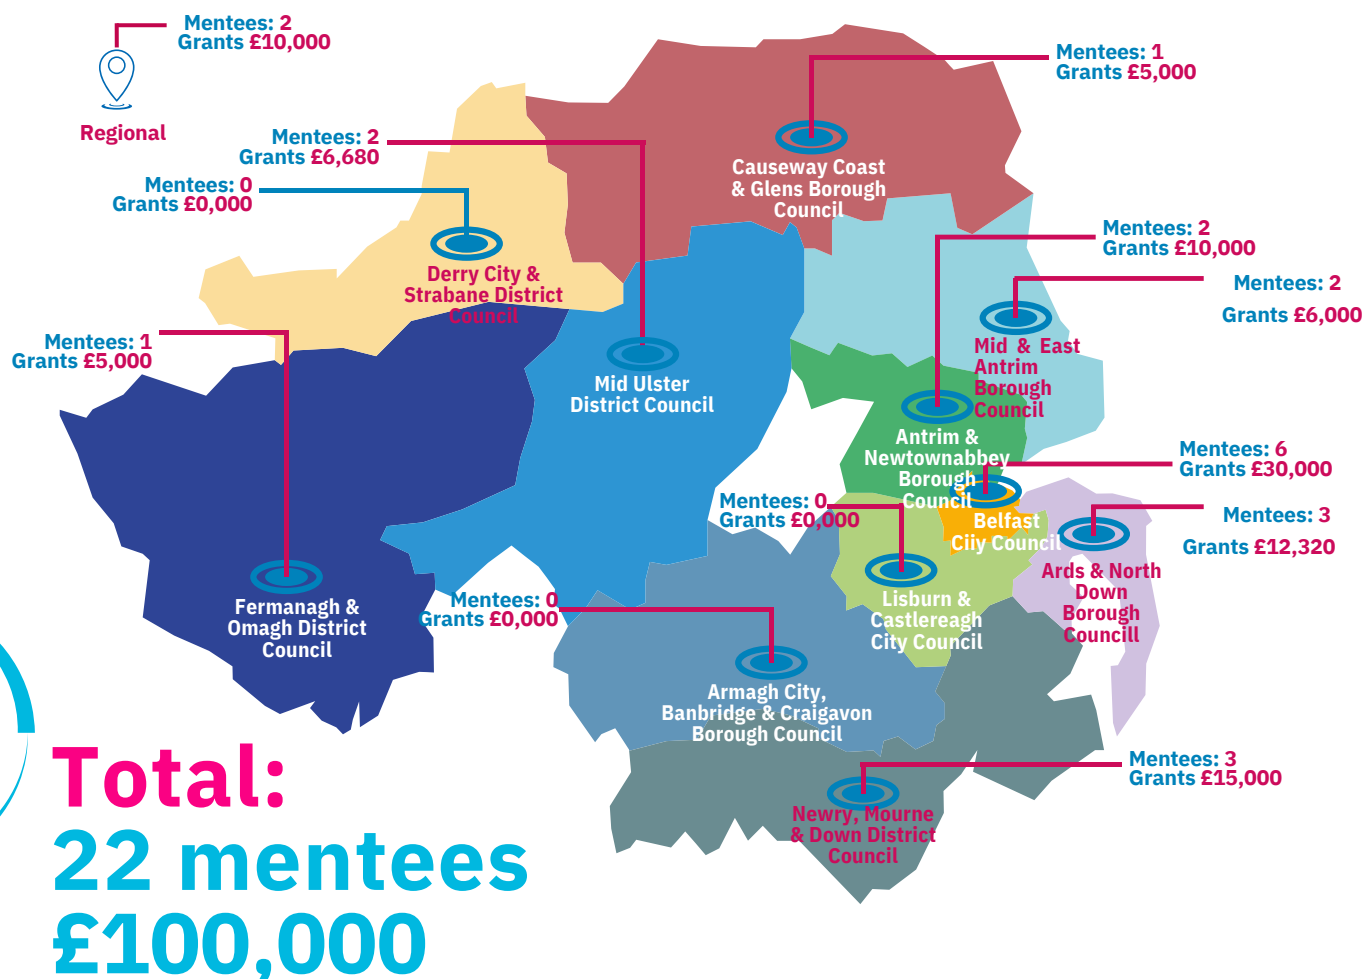 Mentees: 2
Grants £10,000
Regional
Mentees: 1
Grants £5,000
Mentees: 2
Grants £6,680
Mentees: 0
Grants £0,000
Causeway Coast
& Glens Borough
Council
Mentees: 2
Grants £10,000
Derry City &
Strabane District
Council
Mentees: 2
Grants £6,000
Mentees: 1
Grants £5,000
Mid & East
Antrim
Borough
Council
Mid Ulster
District Council
Antrim &
Newtownabbey
Borough
Council
Mentees: 6
Grants £30,000
Mentees: 0
Grants £0,000
Belfast
Ciiy Council
Mentees: 3
Grants £12,320
Ards & North
Down
Borough
Councill
Fermanagh &
Omagh District
Council
Mentees: 0
Grants £0,000
Lisburn &
Castlereagh
City Council
Armagh City,
Banbridge & Craigavon
Borough Council
Mentees: 3
Grants £15,000
Newry, Mourne
& Down District
Council
Total:
22 mentees
£100,000